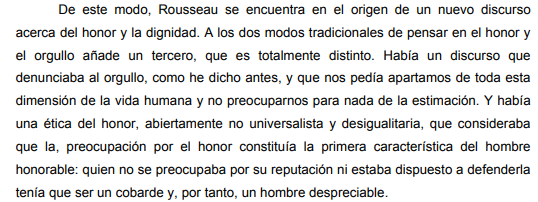 De este modo, Rousseau se encuentra en el origen de un nuevo discurso
acerca del honor y la dignidad. A los dos modos tradicionales de pensar en el honor y
el orgullo añade un tercero, que es totalmente distinto. Había un discurso que
denunciaba al orgullo, como he dicho antes, y que nos pedía apartamos de toda esta
dimensión de la vida humana y no preocuparnos para nada de la estimación. Y había
una ética del honor, abiertamente no universalista y desigualitaria, que consideraba
que la, preocupación por el honor constituía la primera característica del hombre
honorable: quien no se preocupaba por su reputación ni estaba dispuesto a defenderla
tenía que ser un cobarde y, por tanto, un hombre despreciable.